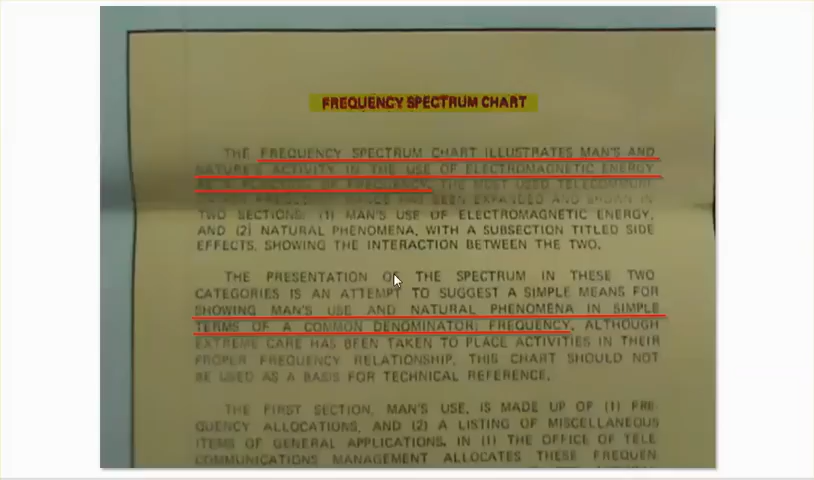 FREQUENCY SPECTRUM CHART
THE FREQUENCY SPECTRUM CHART ILLUSTRATES MAN'S AND
NATURE'S ACTIVITY IN THE USE OF ELECTROMAGNETIC ENERGY
AS A FUNCTION OF FREQUENCY. THE MOST USED TELECOMMUNI
SPACE HAS BEEN EXPANDED AND SHOWN IN
TWO SECTIONS: (1) MAN'S USE OF ELECTROMAGNETIC ENERGY,
AND (2) NATURAL PHENOMENA, WITH A SUBSECTION TITLED SIDE
EFFECTS, SHOWING THE INTERACTION BETWEEN THE TWO.
THE PRESENTATION OF THE SPECTRUM IN THESE TWO
CATEGORIES IS AN ATTEMPT TO SUGGEST A SIMPLE MEANS FOR
SHOWING MAN'S USE AND NATURAL PHENOMENA IN SIMPLE
TERMS OF A COMMON DENOMINATOR: FREQUENCY. ALTHOUGH
EXTREME CARE HAS BEEN TAKEN TO PLACE ACTIVITIES IN THEIR
PROPER FREQUENCY RELATIONSHIP, THIS CHART SHOULD NOT
BE USED AS A BASIS FOR TECHNICAL REFERENCE.
THE FIRST SECTION, MAN'S USE, IS MADE UP OF (1) FRE
QUENCY ALLOCATIONS, AND (2) A LISTING OF MISCELLANEOUS
ITEMS OF GENERAL APPLICATIONS. IN (1) THE OFFICE OF TELE
COMMUNICATIONS MANAGEMENT ALLOCATES THESE FREQUEN